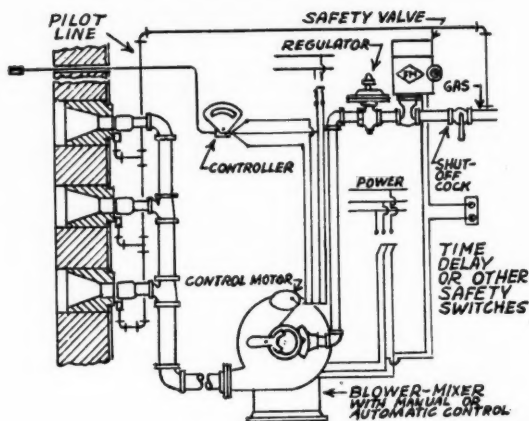 PILOT
LINE
SAFETY VALVE
REGULATOR
GAS
CONTROLLER
SHUT-
OFF
COCK
POWER
TIME
DELAY
OR OTHER
SAFETY
SWITCHES
CONTROL MOTOR
BLOWER-MIXER
WITH MANUAL OR
AUTOMATIC CONTROL